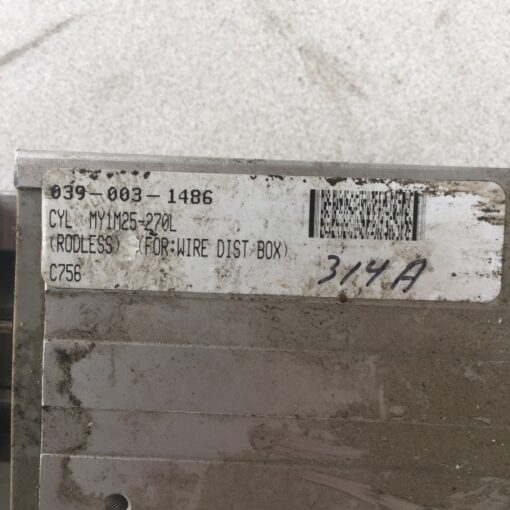 039-003-1486
CYL MY1M25-270L
(RODLESS) (FOR:WIRE DIST BOX)
C756
314A